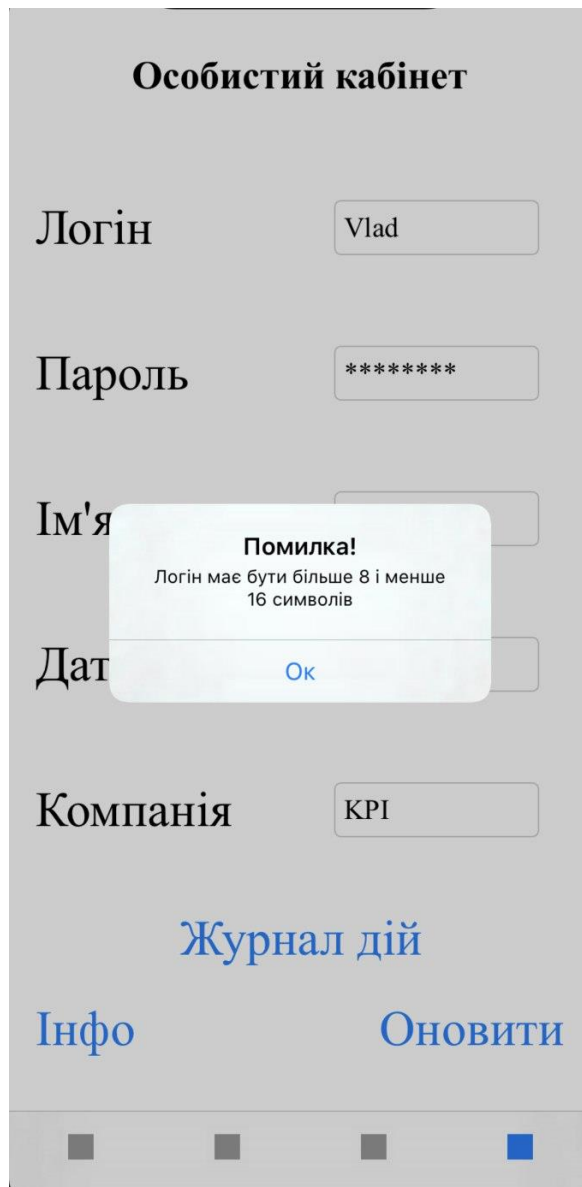 Особистий кабінет
Логін
Vlad
Пароль
********
Ім'я
Помилка!
Логін має бути більше 8 і менше
16 символів
Ок
Компанія
KPI
Журнал дій
Інфо
Оновити